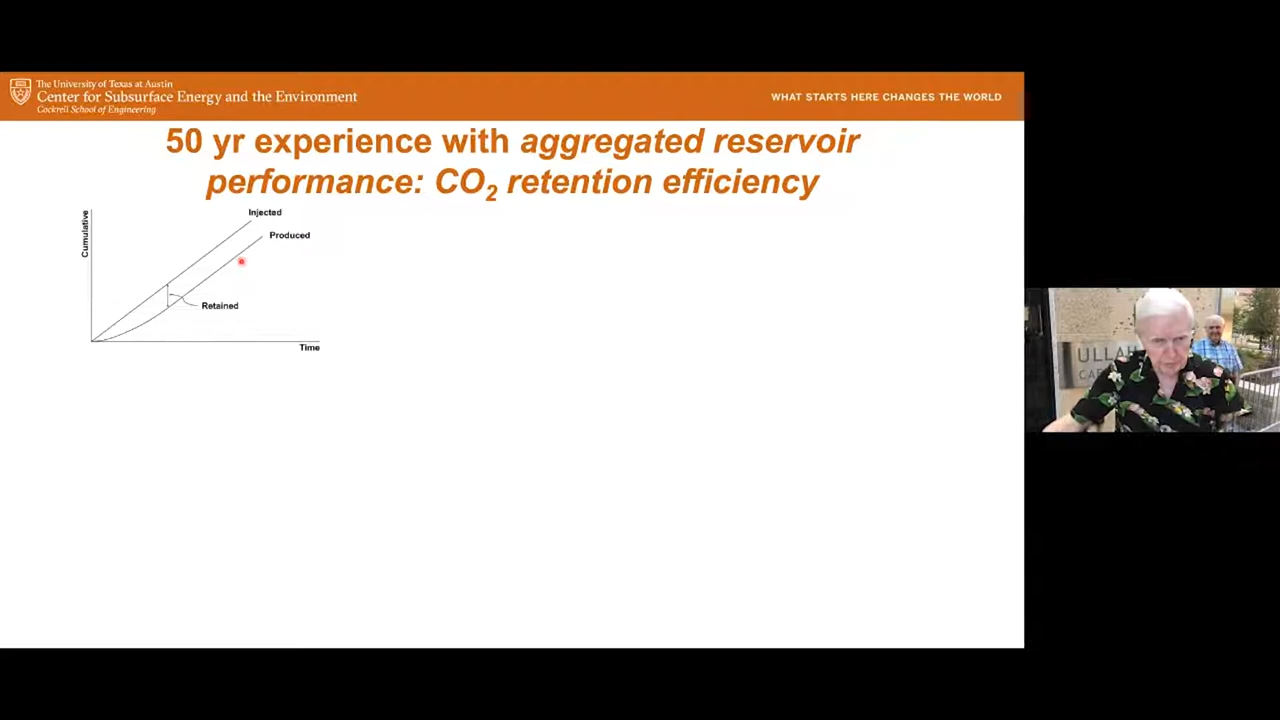 The University of Texas at Austin
Center for Subsurface Energy and the Environment
Cockrell School of Engineering
WHAT STARTS HERE CHANGES THE WORLD
50 yr experience with aggregated reservoir
performance: CO2 retention efficiency
Cumulative
Injected
Produced
Retained
Time
ULLAH